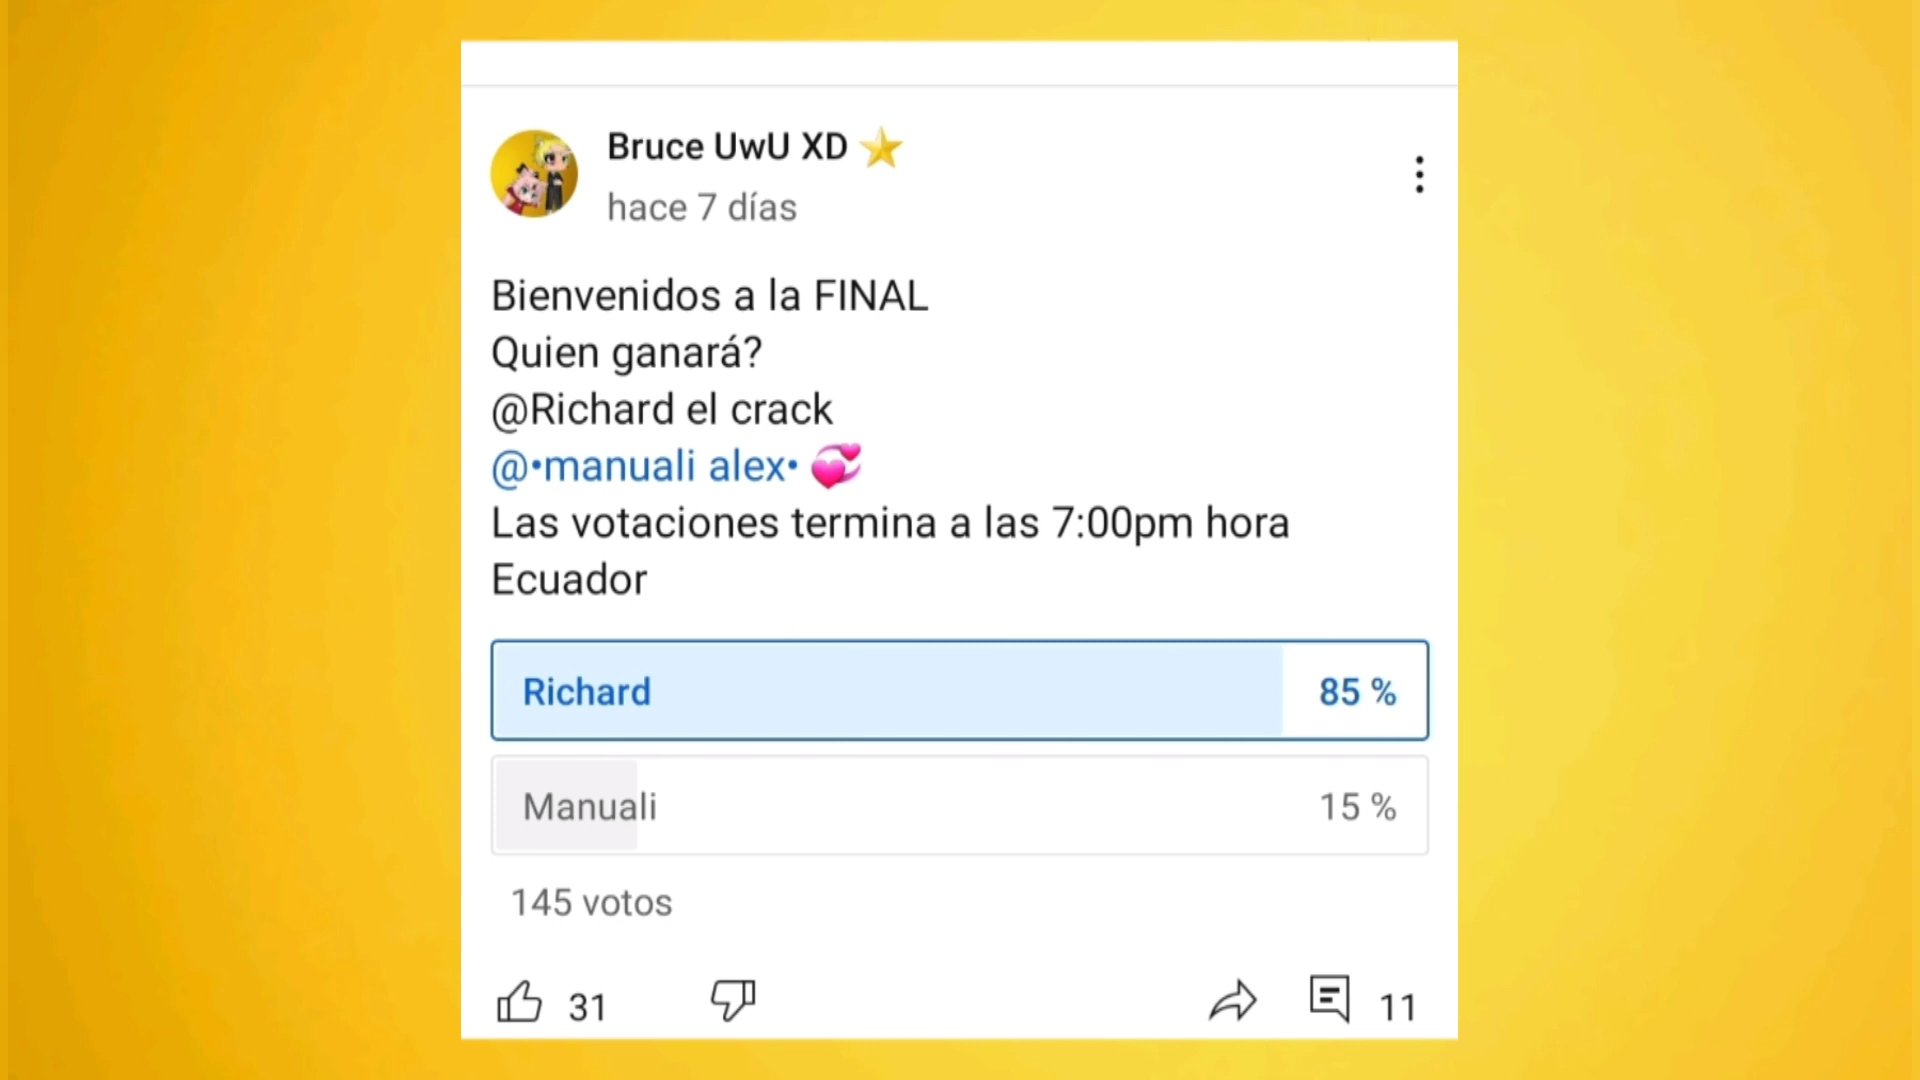 Bruce UwU XD ⭐
hace 7 días
Bienvenidos a la FINAL
Quien ganará?
@Richard el crack
@•manuali alex• 💞
Las votaciones termina a las 7:00pm hora
Ecuador
Richard 85 %
Manuali 15 %
145 votos
31 11